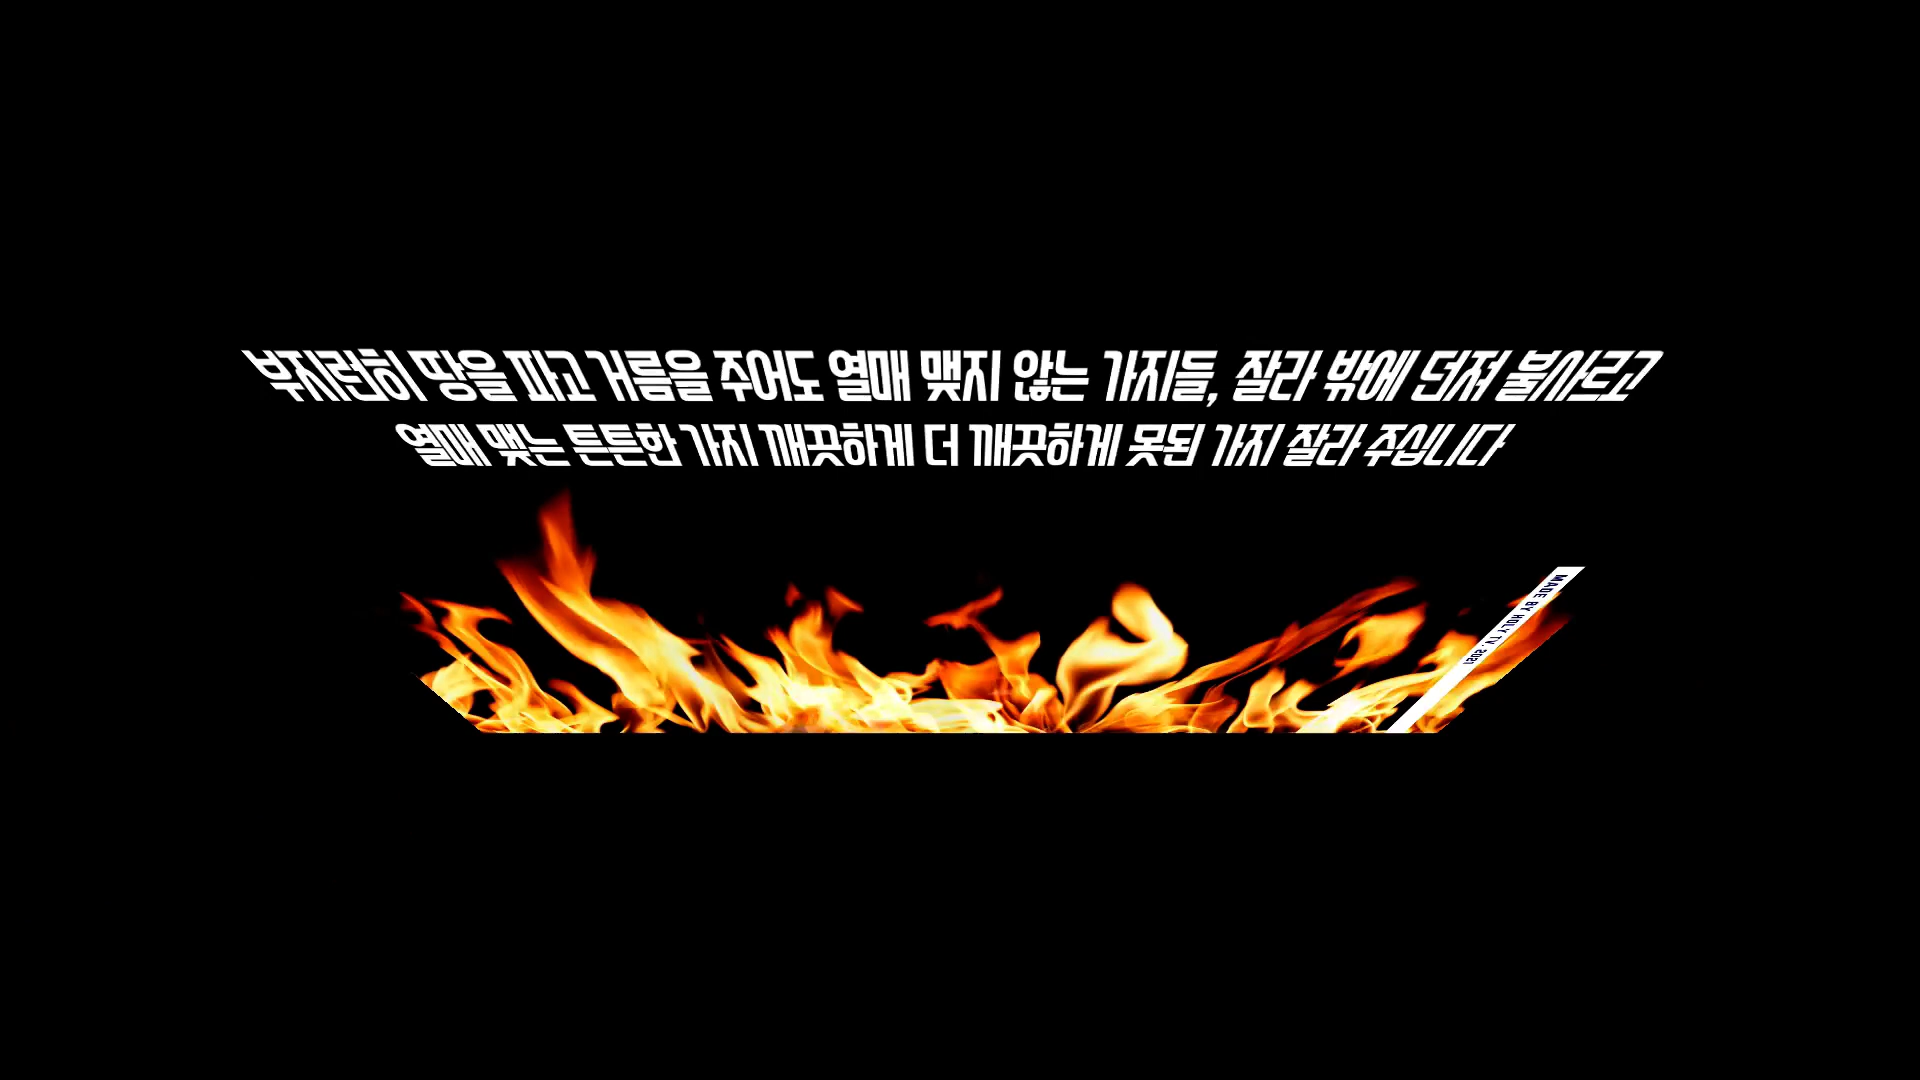 부지런히 땅을 파고 거름을 주어도 열매 맺지 않는 가지들, 잘라 밖에 던져 불사르고
열매 맺는 튼튼한 가지 깨끗하게 더 깨끗하게 못된 가지 잘라 주십니다
MADE BY HOLY TV, 2021